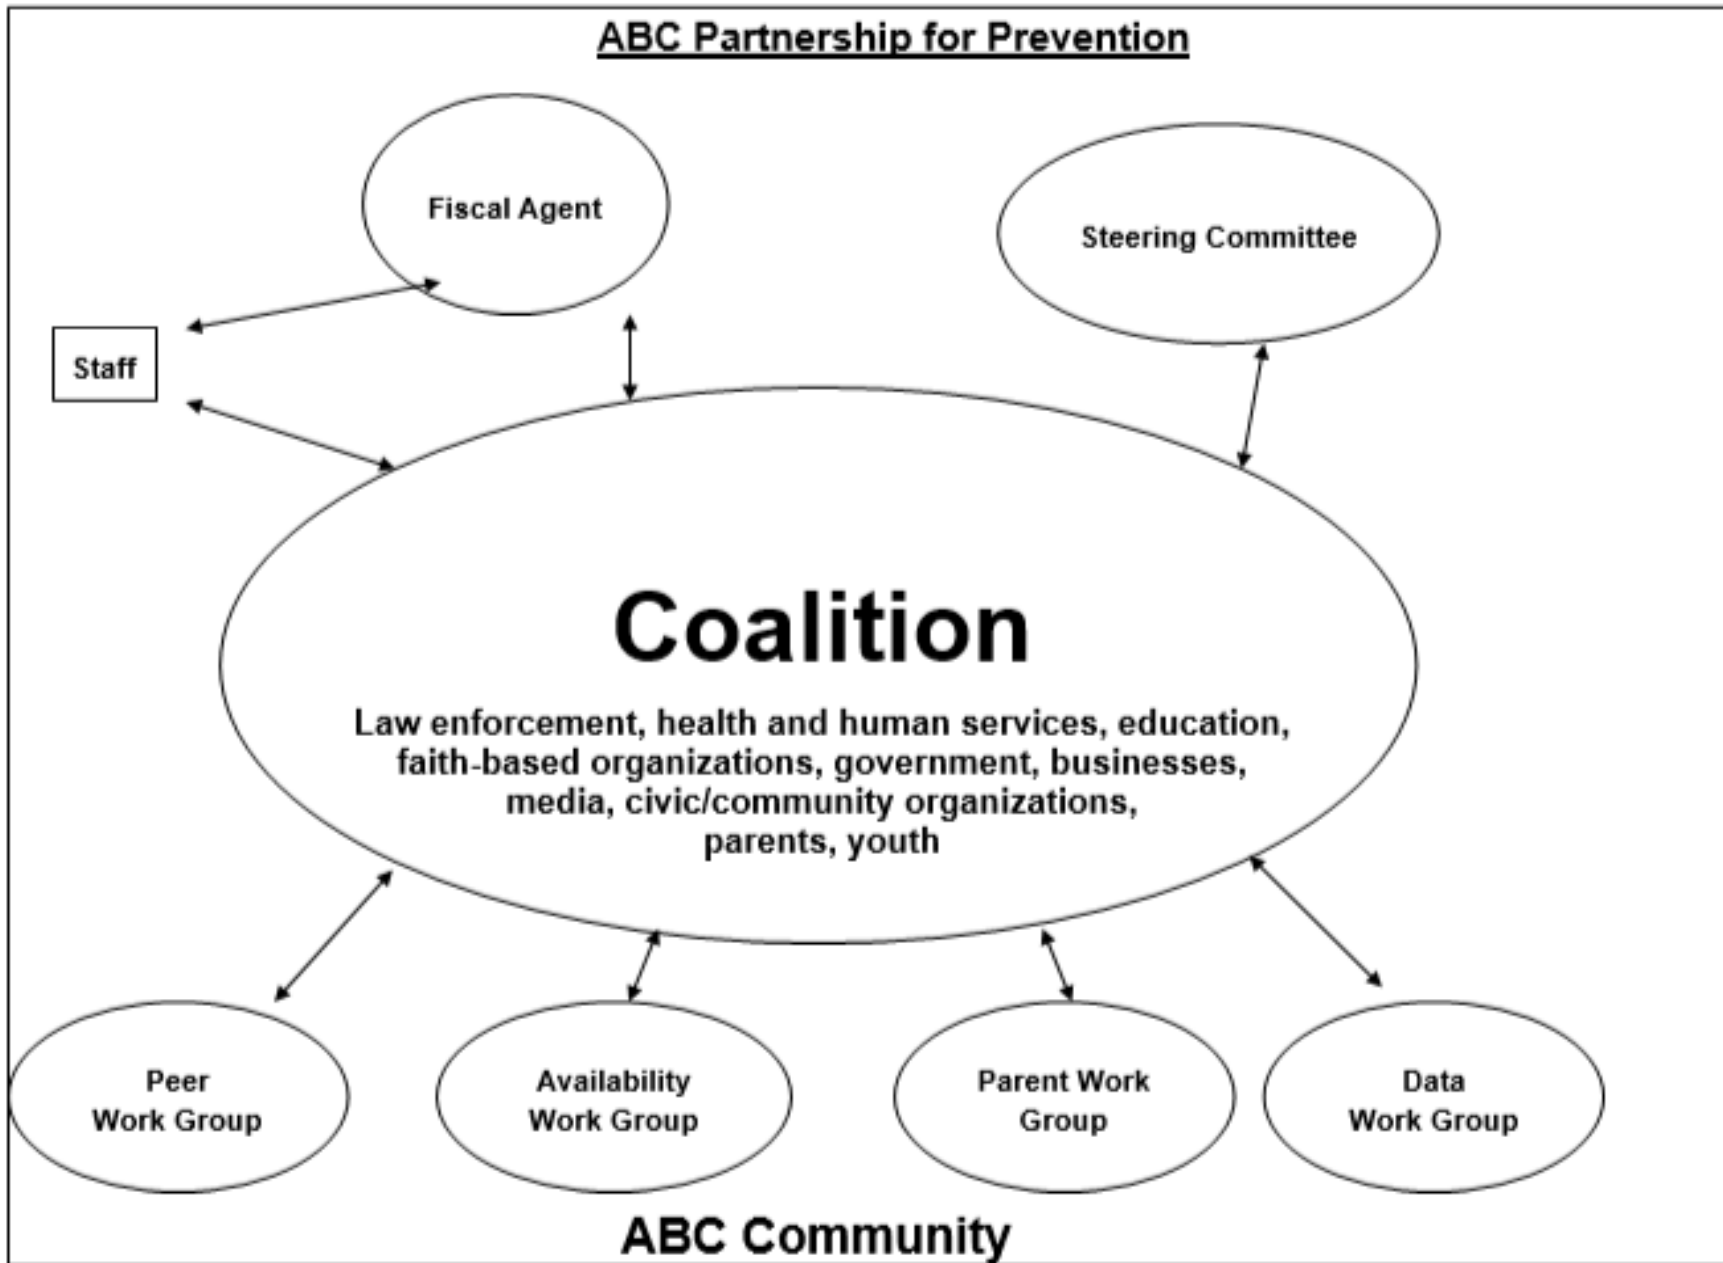 ABC Partnership for Prevention
Fiscal Agent
Steering Committee
Staff
Coalition
Law enforcement, health and human services, education,
faith-based organizations, government, businesses,
media, civic/community organizations,
parents, youth
Peer
Work Group
Availability
Work Group
Parent Work
Group
Data
Work Group
ABC Community